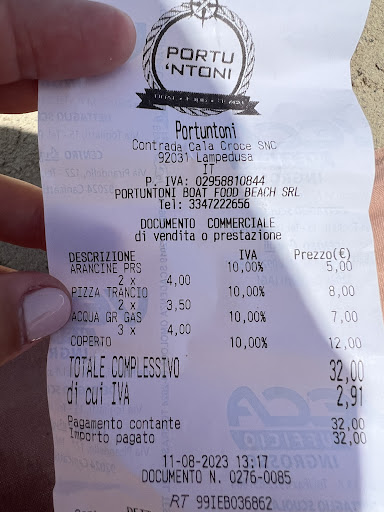 PORTU
'NTONI
Portuntoni
Contrada Cala Croce SNC
92031 Lampedusa
IT
P.IVA: 02958810844
PORTUNTONI BOAT FOOD BEACH SRL
Tel: 3347222656
DOCUMENTO COMMERCIALE
di vendita o prestazione
DESCRIZIONE IVA Prezzo(€)
ARANCINE PRS 10,00% 5,00
2 x 4,00
PIZZA TRANCIO 10,00% 8,00
2 x 3,50
ACQUA GR GAS 10,00% 7,00
3 x 4,00
COPERTO 10,00% 12,00
TOTALE COMPLESSIVO 32,00
di cui IVA 2,91
Pagamento contante 32,00
Importo pagato 32,00
11-08-2023 13:17
DOCUMENTO N. 0276-0085
RT 99IEB036862